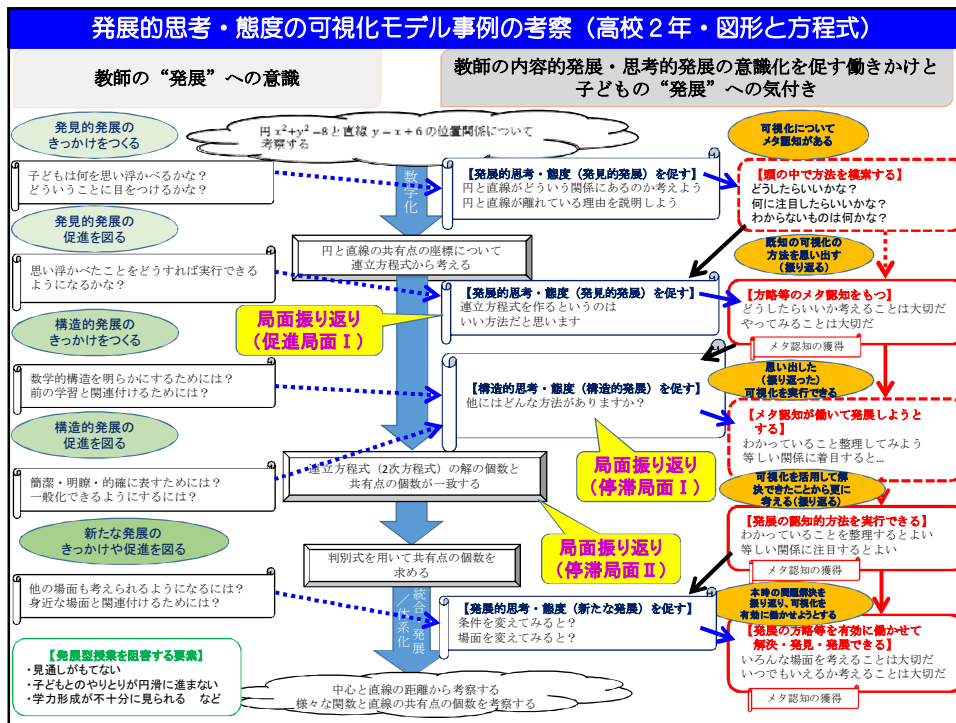 発展的思考・態度の可視化モデル事例の考察（高校２年・図形と方程式）
教師の“発展”への意識
教師の内容的発展・思考的発展の意識化を促す働きかけと
子どもの“発展”への気付き
発見的発展の
きっかけをつくる
子どもは何を思い浮かべるかな？
どういうことに目をつけるかな？
発見的発展の
促進を図る
思い浮かべたことをどうすれば実行できる
ようになるかな？
構造的発展の
きっかけをつくる
数学的構造を明らかにするためには？
前の学習と関連付けるためには？
構造的発展の
促進を図る
簡潔・明瞭・的確に表すためには？
一般化できるようにするには？
新たな発展の
きっかけや促進を図る
他の場面も考えられるようになるには？
身近な場面と関連付けるためには？
【発展型授業を阻害する要素】
・見通しがもてない
・子どもとのやりとりが円滑に進まない
・学力形成が不十分に見られる　など
円 x²+y²=8と直線 y=x+6の位置関係について
考察する
数学化
円と直線の共有点の座標について
連立方程式から考える
局面振り返り
（促進局面Ⅰ）
連立方程式（2次方程式）の解の個数と
共有点の個数が一致する
判別式を用いて共有点の個数を
求める
統合・発展
／体系化
中心と直線の距離から考察する
様々な関数と直線の共有点の個数を考察する
【発展的思考・態度（発見的発展）を促す】
円と直線がどういう関係にあるのか考えよう
円と直線が離れている理由を説明しよう
【発展的思考・態度（発見的発展）を促す】
連立方程式を作るというのは
いい方法だと思います
【構造的思考・態度（構造的発展）を促す】
他にはどんな方法がありますか？
局面振り返り
（停滞局面Ⅰ）
局面振り返り
（停滞局面Ⅱ）
【発展的思考・態度（新たな発展）を促す】
条件を変えてみると？
場面を変えてみると？
可視化について
メタ認知がある
【頭の中で方法を模索する】
どうしたらいいかな？
何に注目したらいいかな？
わからないものは何かな？
既知の可視化の
方法を思い出す
（振り返る）
【方略等のメタ認知をもつ】
どうしたらいいか考えることは大切だ
やってみることは大切だ
メタ認知の獲得
思い出した
（振り返った）
可視化を実行できる
【メタ認知が働いて発展しようと
する】
わかっていること整理してみよう
等しい関係に着目すると…
可視化を活用して解
決できたことから更に
考える（振り返る）
【発展の認知的方法を実行できる】
わかっていることを整理するとよい
等しい関係に注目するとよい
メタ認知の獲得
本時の問題解決を
振り返り、可視化を
有効に働かせようとする
【発展の方略等を有効に働かせて
解決・発見・発展できる】
いろんな場面を考えることは大切だ
いつでもいえるか考えることは大切だ
メタ認知の獲得